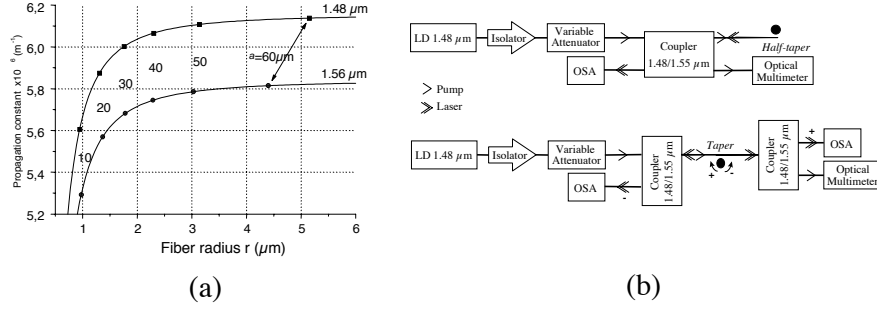 6,2
6,0
5,8
5,6
5,4
5,2
Propagation constant x10⁶ (m⁻¹)
1.48 µm
1.56 µm
a=60µm
50
40
30
20
10
1 2 3 4 5 6
Fiber radius r (µm)
(a)
LD 1.48 µm
Isolator
Variable
Attenuator
Coupler
1.48/1.55 µm
Half-taper
OSA
Optical
Multimeter
Pump
Laser
LD 1.48 µm
Isolator
Variable
Attenuator
Coupler
1.48/1.55 µm
Taper
+ -
Coupler
1.48/1.55 µm
+
OSA
Optical
Multimeter
OSA
-
(b)